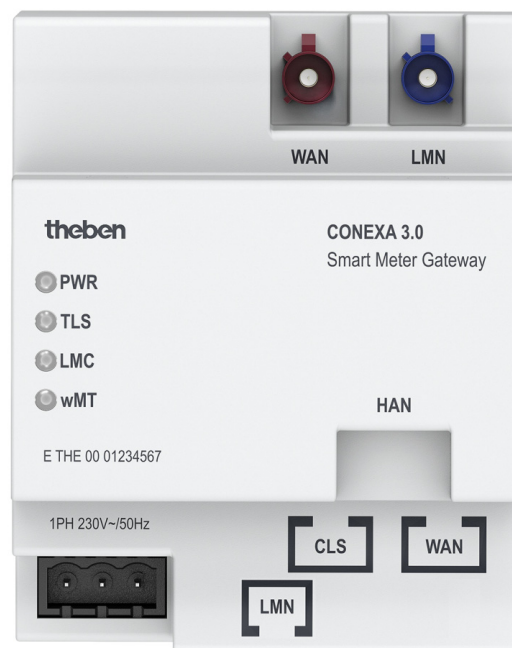 WAN LMN
theben
CONEXA 3.0
Smart Meter Gateway
PWR
TLS
LMC
wMT
HAN
E THE 00 01234567
1PH 230V~/50Hz
CLS WAN
LMN